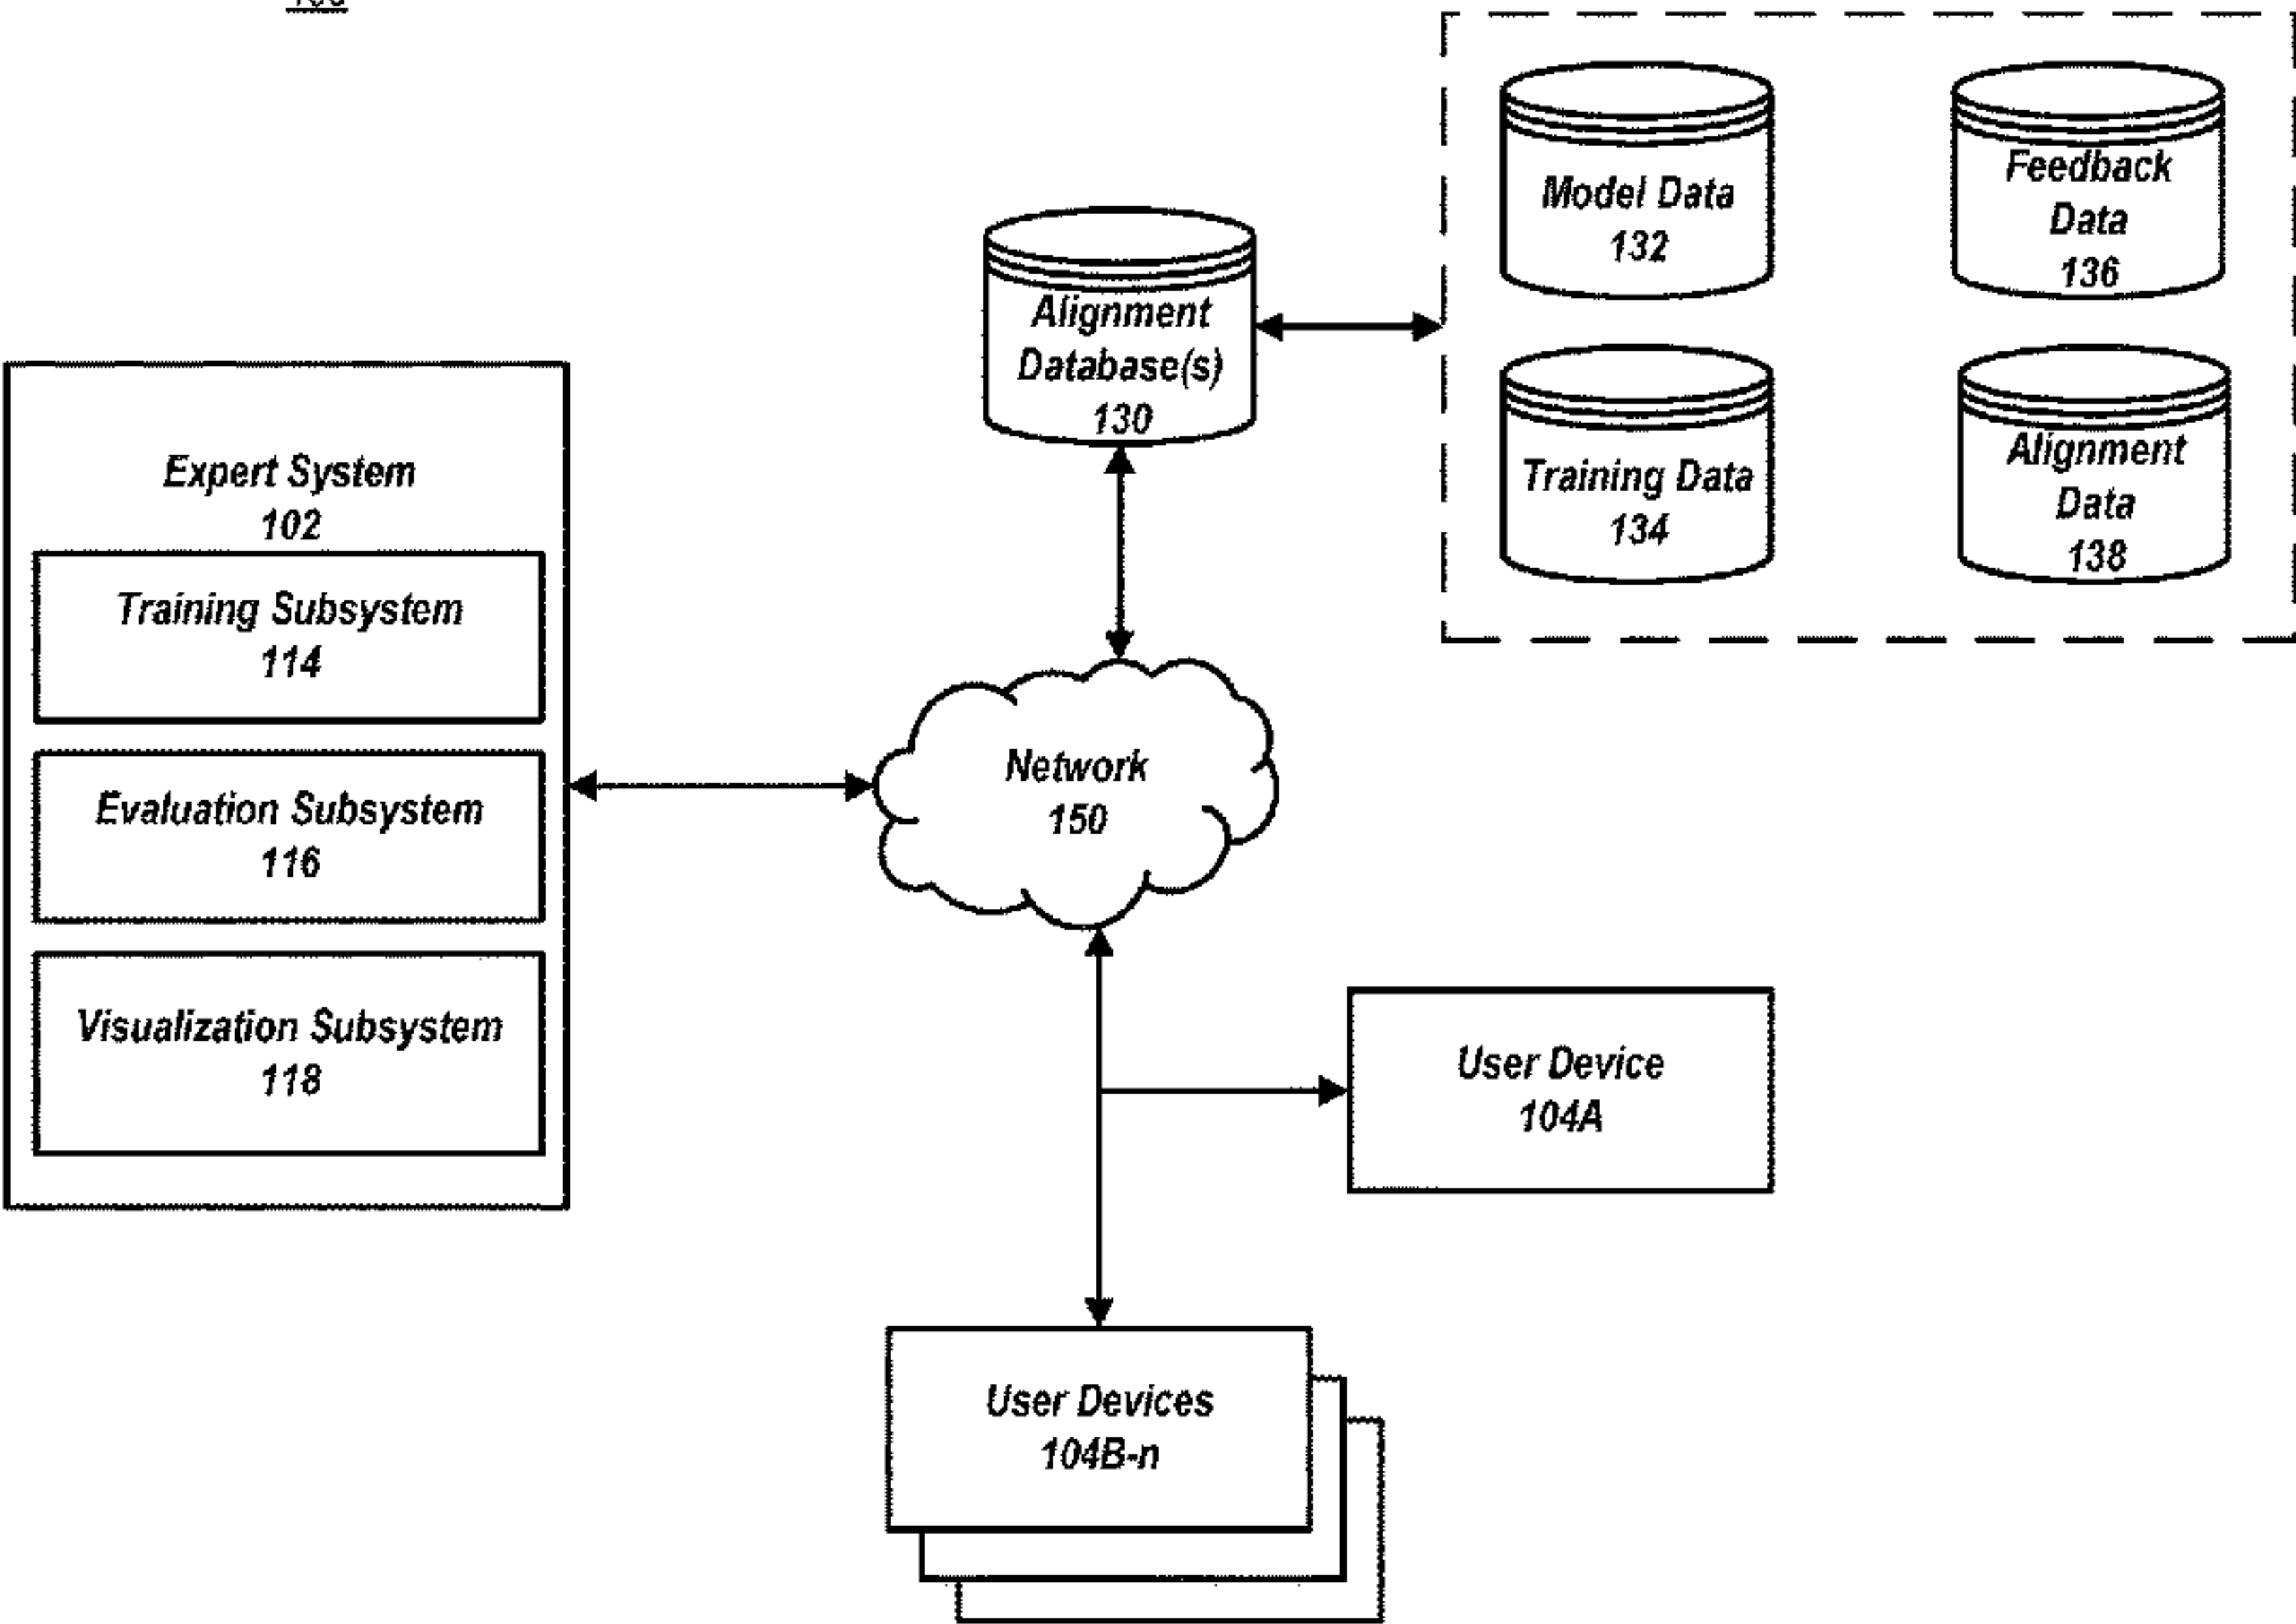 Model Data
132
Feedback
Data
136
Alignment
Database(s)
130
Training Data
134
Alignment
Data
138
Expert System
102
Training Subsystem
114
Evaluation Subsystem
116
Visualization Subsystem
118
Network
150
User Device
104A
User Devices
104B-n